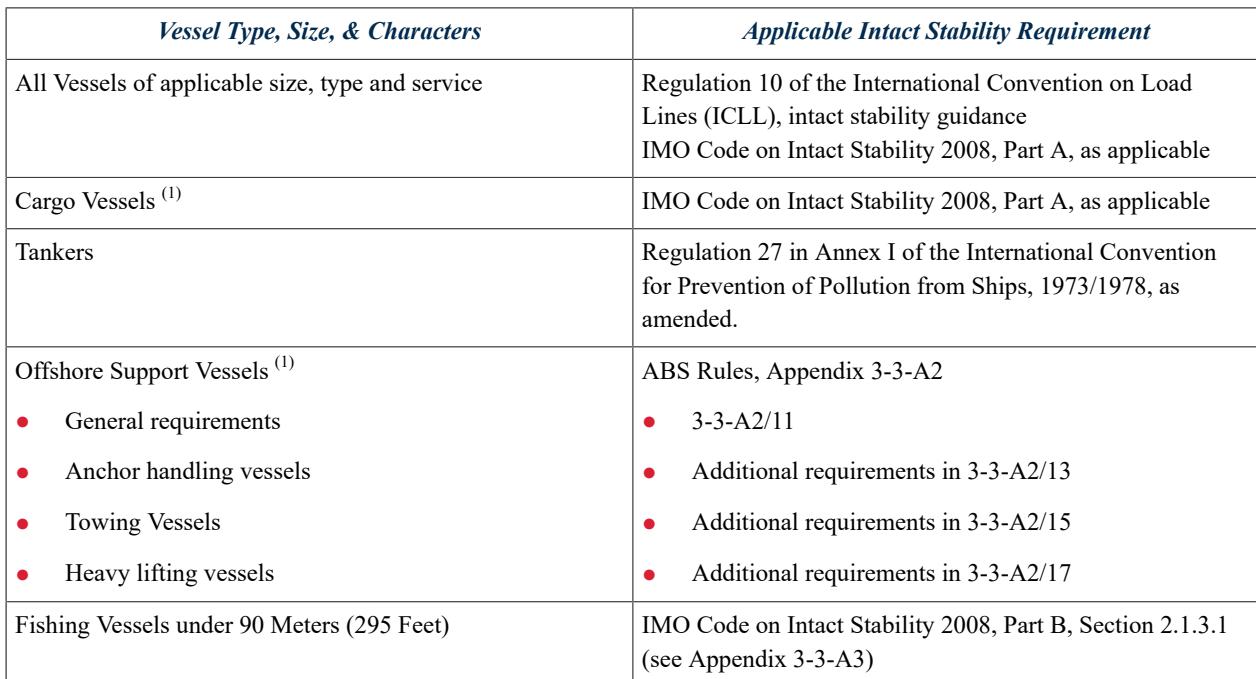 Vessel Type, Size, & Characters
Applicable Intact Stability Requirement
All Vessels of applicable size, type and service
Regulation 10 of the International Convention on Load
Lines (ICLL), intact stability guidance
IMO Code on Intact Stability 2008, Part A, as applicable
Cargo Vessels (1)
IMO Code on Intact Stability 2008, Part A, as applicable
Tankers
Regulation 27 in Annex I of the International Convention
for Prevention of Pollution from Ships, 1973/1978, as
amended.
Offshore Support Vessels (1)
● General requirements
● Anchor handling vessels
● Towing Vessels
● Heavy lifting vessels
ABS Rules, Appendix 3-3-A2
● 3-3-A2/11
● Additional requirements in 3-3-A2/13
● Additional requirements in 3-3-A2/15
● Additional requirements in 3-3-A2/17
Fishing Vessels under 90 Meters (295 Feet)
IMO Code on Intact Stability 2008, Part B, Section 2.1.3.1
(see Appendix 3-3-A3)